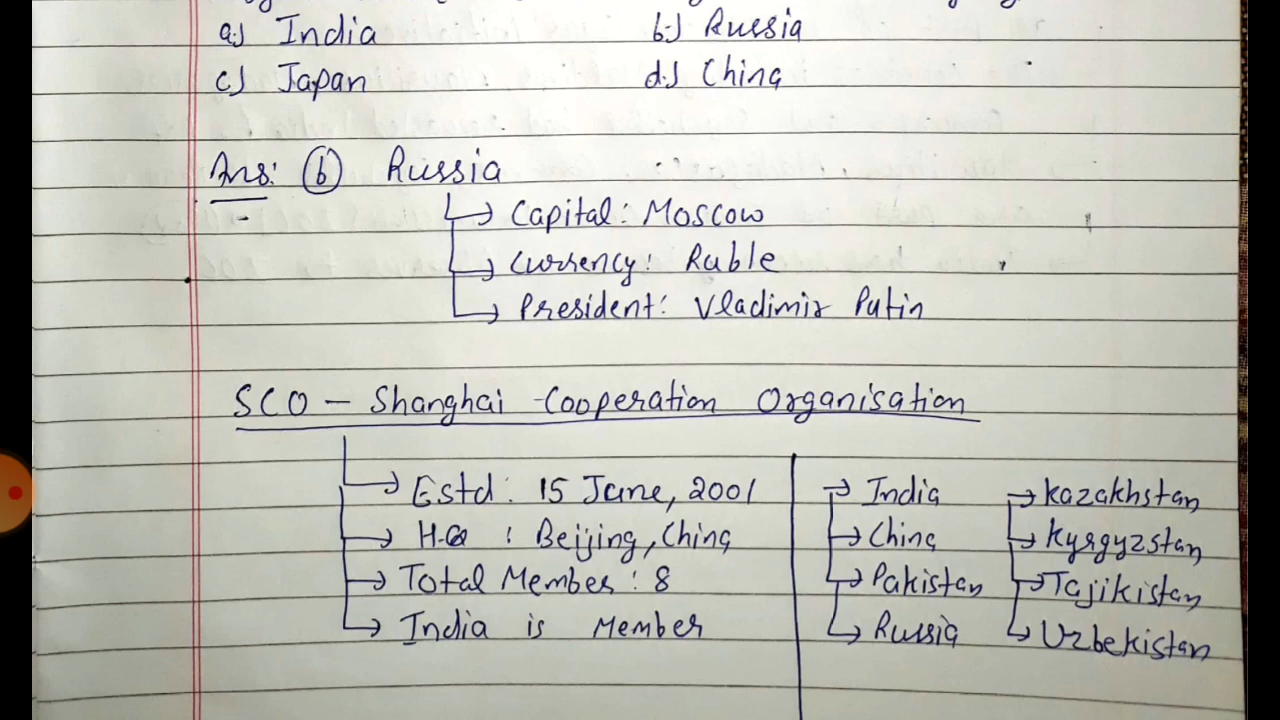 a.) India b.) Russia
c.) Japan d.) China
Ans: (b) Russia
→ Capital: Moscow
→ Currency: Ruble
→ President: Vladimir Putin
SCO – Shanghai Cooperation Organisation
→ Estd: 15 June, 2001 → India → Kazakhstan
→ H.Q : Beijing, China → China → Kyrgyzstan
→ Total Member: 8 → Pakistan → Tajikistan
→ India is Member → Russia → Uzbekistan